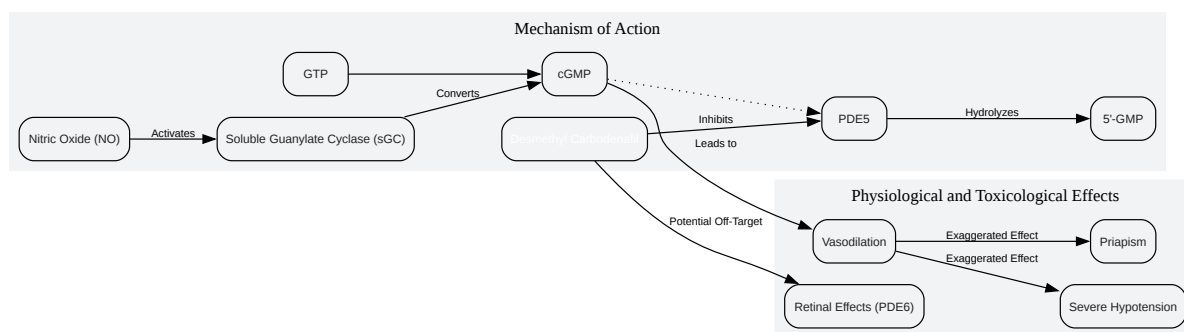 Mechanism of Action
GTP
cGMP
Converts
Nitric Oxide (NO)
Activates
Soluble Guanylate Cyclase (sGC)
Desmethyl Carbodenafil
Inhibits
Leads to
PDE5
Hydrolyzes
5'-GMP
Physiological and Toxicological Effects
Potential Off-Target
Vasodilation
Exaggerated Effect
Priapism
Exaggerated Effect
Retinal Effects (PDE6)
Severe Hypotension